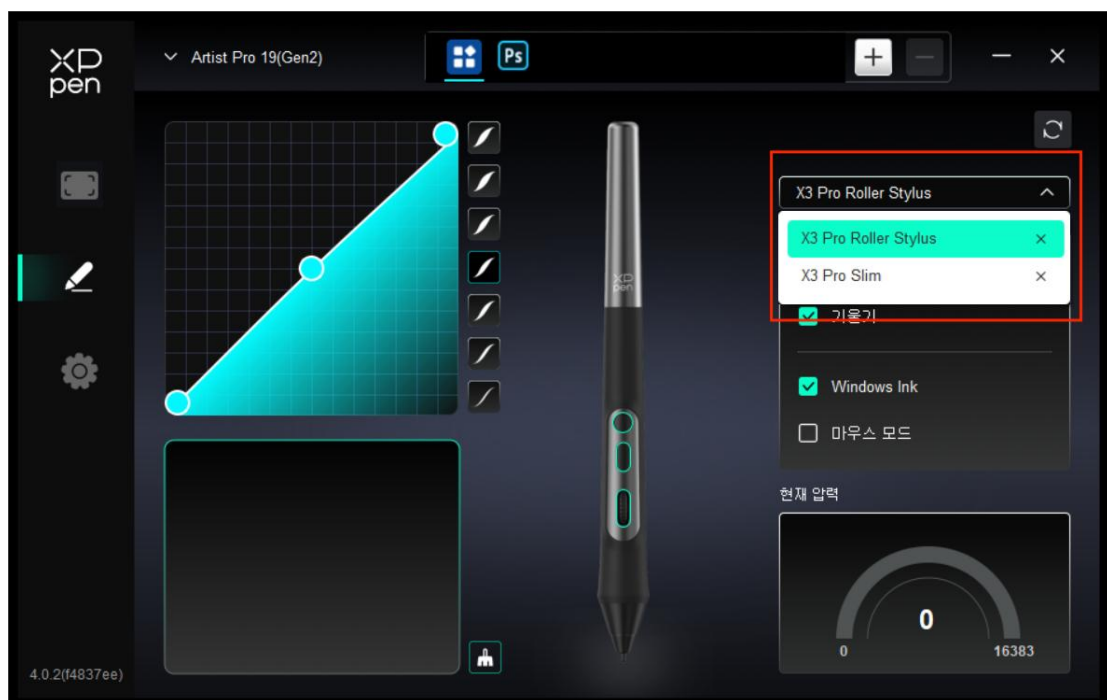 XP
pen
Artist Pro 19(Gen2)
Ps
X3 Pro Roller Stylus
X3 Pro Roller Stylus
X3 Pro Slim
기울기
Windows Ink
마우스 모드
현재 압력
0
0
16383
XP
pen
4.0.2(f4837ee)